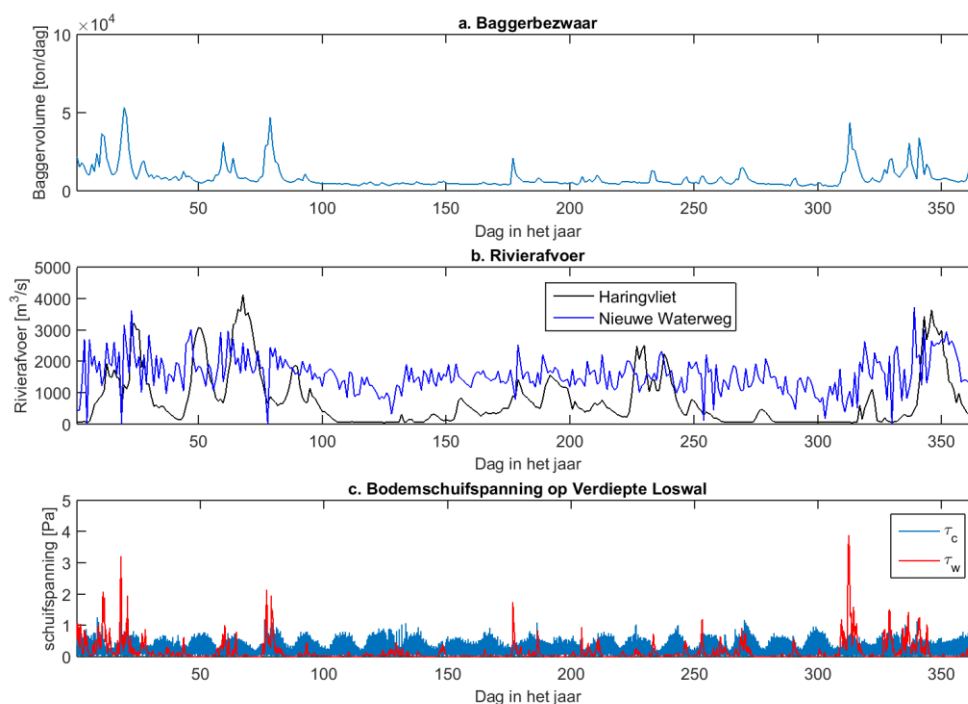 a. Baggerbezwaar
×10⁴
10
5
0
Baggervolume [ton/dag]
50 100 150 200 250 300 350
Dag in het jaar
b. Rivierafvoer
5000
4000
3000
2000
1000
0
Rivierafvoer [m³/s]
Haringvliet
Nieuwe Waterweg
50 100 150 200 250 300 350
Dag in het jaar
c. Bodemschuifspanning op Verdiepte Loswal
5
4
3
2
1
0
schuifspanning [Pa]
τ_c
τ_w
50 100 150 200 250 300 350
Dag in het jaar